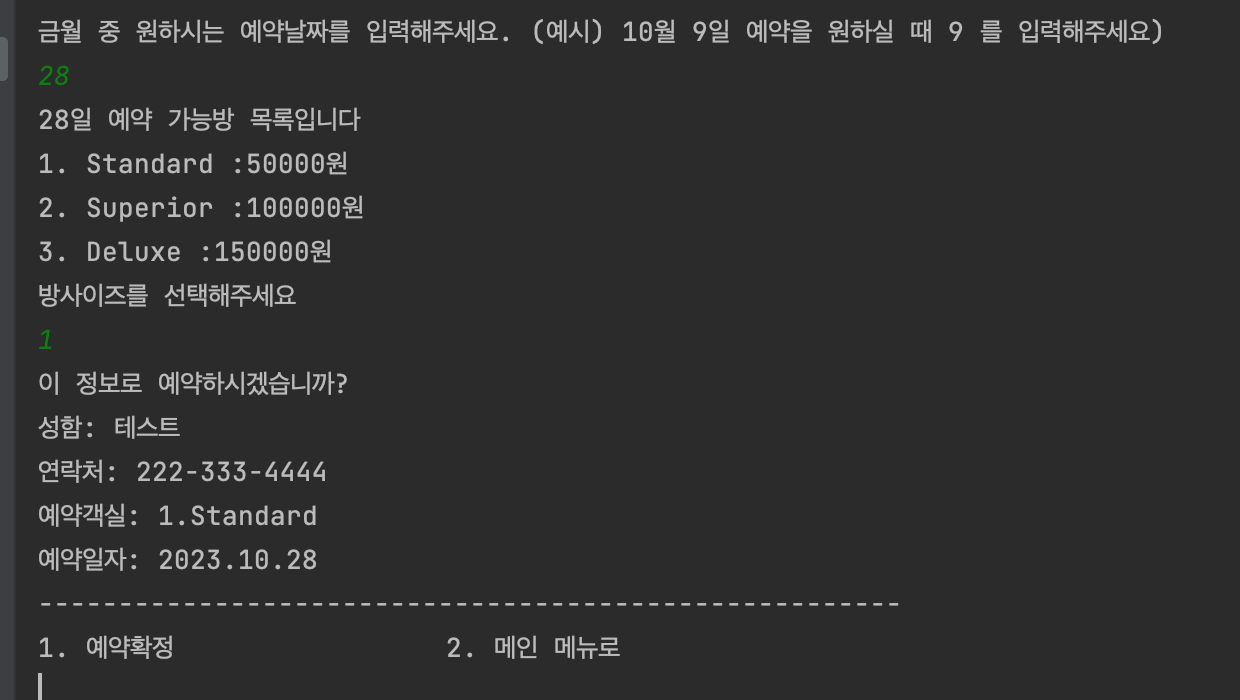 금월 중 원하시는 예약날짜를 입력해주세요. (예시) 10월 9일 예약을 원하실 때 9 를 입력해주세요)
28
28일 예약 가능방 목록입니다
1. Standard :50000원
2. Superior :100000원
3. Deluxe :150000원
방사이즈를 선택해주세요
1
이 정보로 예약하시겠습니까?
성함: 테스트
연락처: 222-333-4444
예약객실: 1.Standard
예약일자: 2023.10.28
------------------------------------------------------
1. 예약확정                 2. 메인 메뉴로